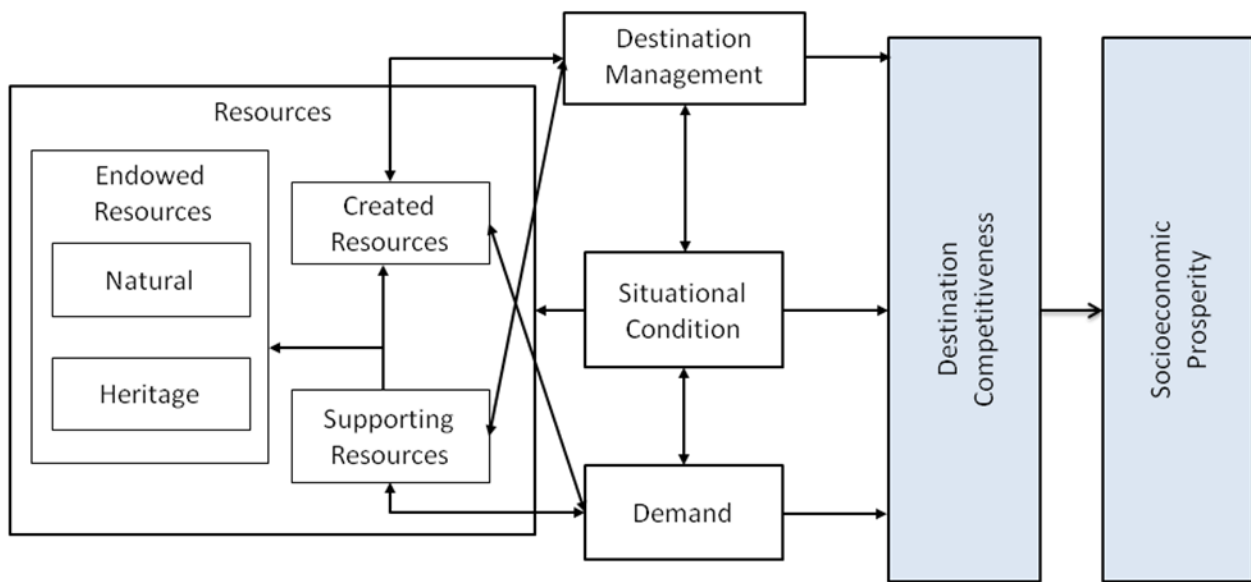 Resources
Endowed
Resources
Natural
Heritage
Created
Resources
Supporting
Resources
Destination
Management
Situational
Condition
Demand
Destination
Competitiveness
Socioeconomic
Prosperity